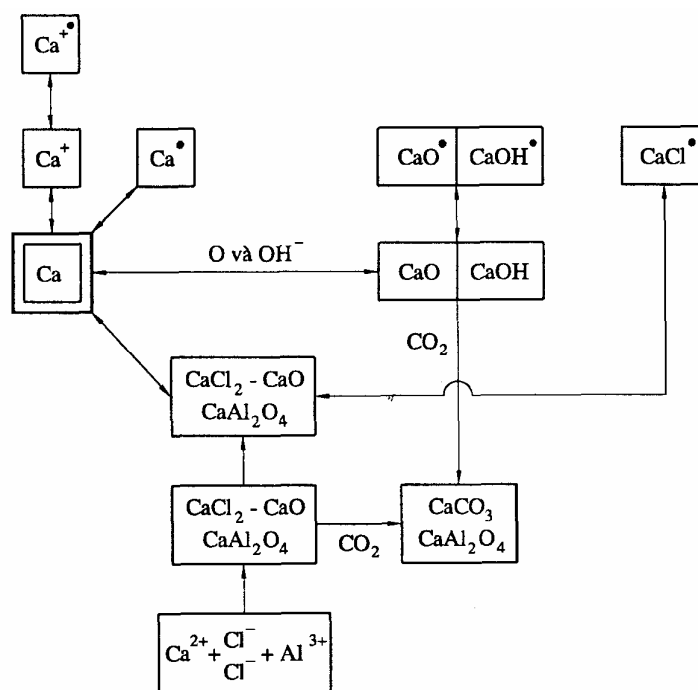 Ca⁺•
Ca⁺
Ca•
CaO• CaOH•
CaCl•
Ca
O và OH⁻
CaO CaOH
CO₂
CaCl₂ - CaO
CaAl₂O₄
CaCl₂ - CaO
CaAl₂O₄
CO₂
CaCO₃
CaAl₂O₄
Ca²⁺ + Cl⁻ Cl⁻ + Al³⁺